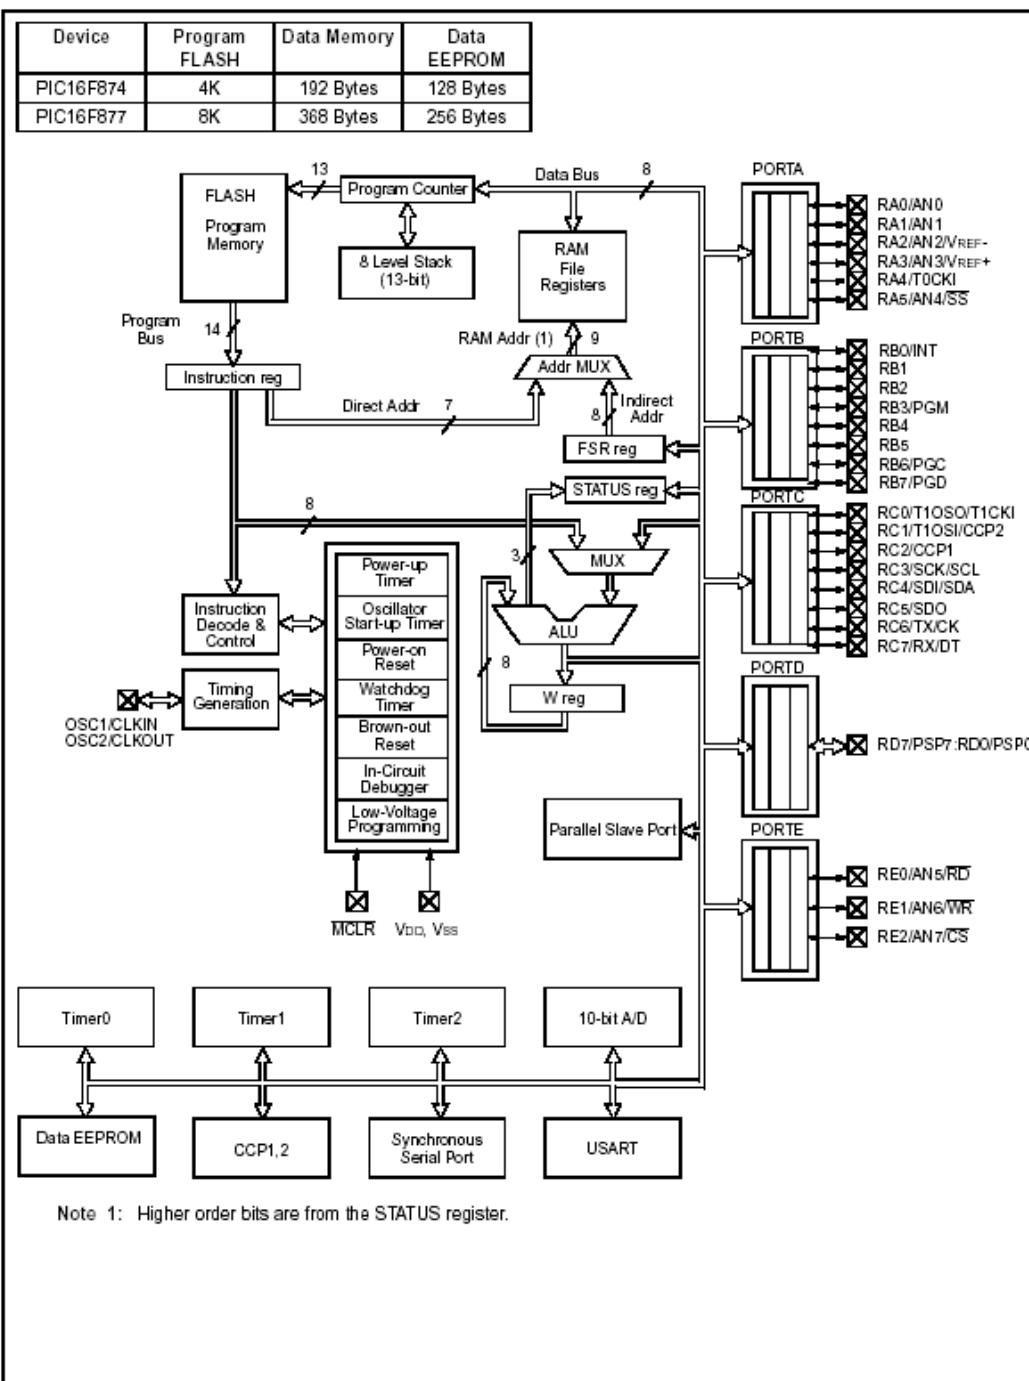 Device Program FLASH Data Memory Data EEPROM
PIC16F874 4K 192 Bytes 128 Bytes
PIC16F877 8K 368 Bytes 256 Bytes
FLASH
Program
Memory
13
Program Counter
Data Bus
8
8 Level Stack
(13-bit)
RAM
File
Registers
Program
Bus
14
RAM Addr (1)
9
Instruction reg
Addr MUX
Direct Addr
7
8
Indirect
Addr
FSR reg
STATUS reg
8
3
MUX
ALU
8
W reg
Instruction
Decode &
Control
Timing
Generation
OSC1/CLKIN
OSC2/CLKOUT
Power-up
Timer
Oscillator
Start-up Timer
Power-on
Reset
Watchdog
Timer
Brown-out
Reset
In-Circuit
Debugger
Low-Voltage
Programming
MCLR
VDD, VSS
Parallel Slave Port
PORTA
RA0/AN0
RA1/AN1
RA2/AN2/VREF-
RA3/AN3/VREF+
RA4/T0CKI
RA5/AN4/SS
PORTB
RB0/INT
RB1
RB2
RB3/PGM
RB4
RB5
RB6/PGC
RB7/PGD
PORTC
RC0/T1OSO/T1CKI
RC1/T1OSI/CCP2
RC2/CCP1
RC3/SCK/SCL
RC4/SDI/SDA
RC5/SDO
RC6/TX/CK
RC7/RX/DT
PORTD
RD7/PSP7:RD0/PSP0
PORTE
RE0/AN5/RD
RE1/AN6/WR
RE2/AN7/CS
Timer0
Timer1
Timer2
10-bit A/D
Data EEPROM
CCP1,2
Synchronous
Serial Port
USART
Note 1: Higher order bits are from the STATUS register.